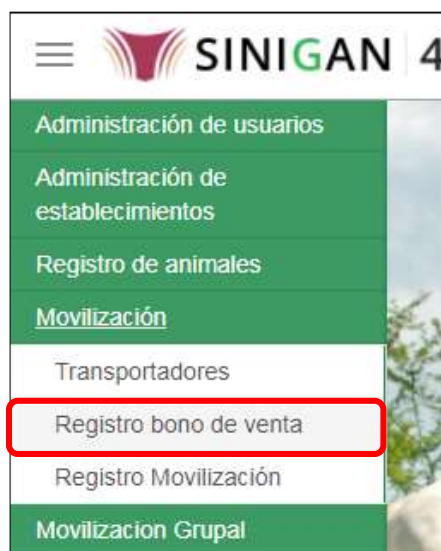 SINIGAN 4
Administración de usuarios
Administración de
establecimientos
Registro de animales
Movilización
Transportadores
Registro bono de venta
Registro Movilización
Movilizacion Grupal